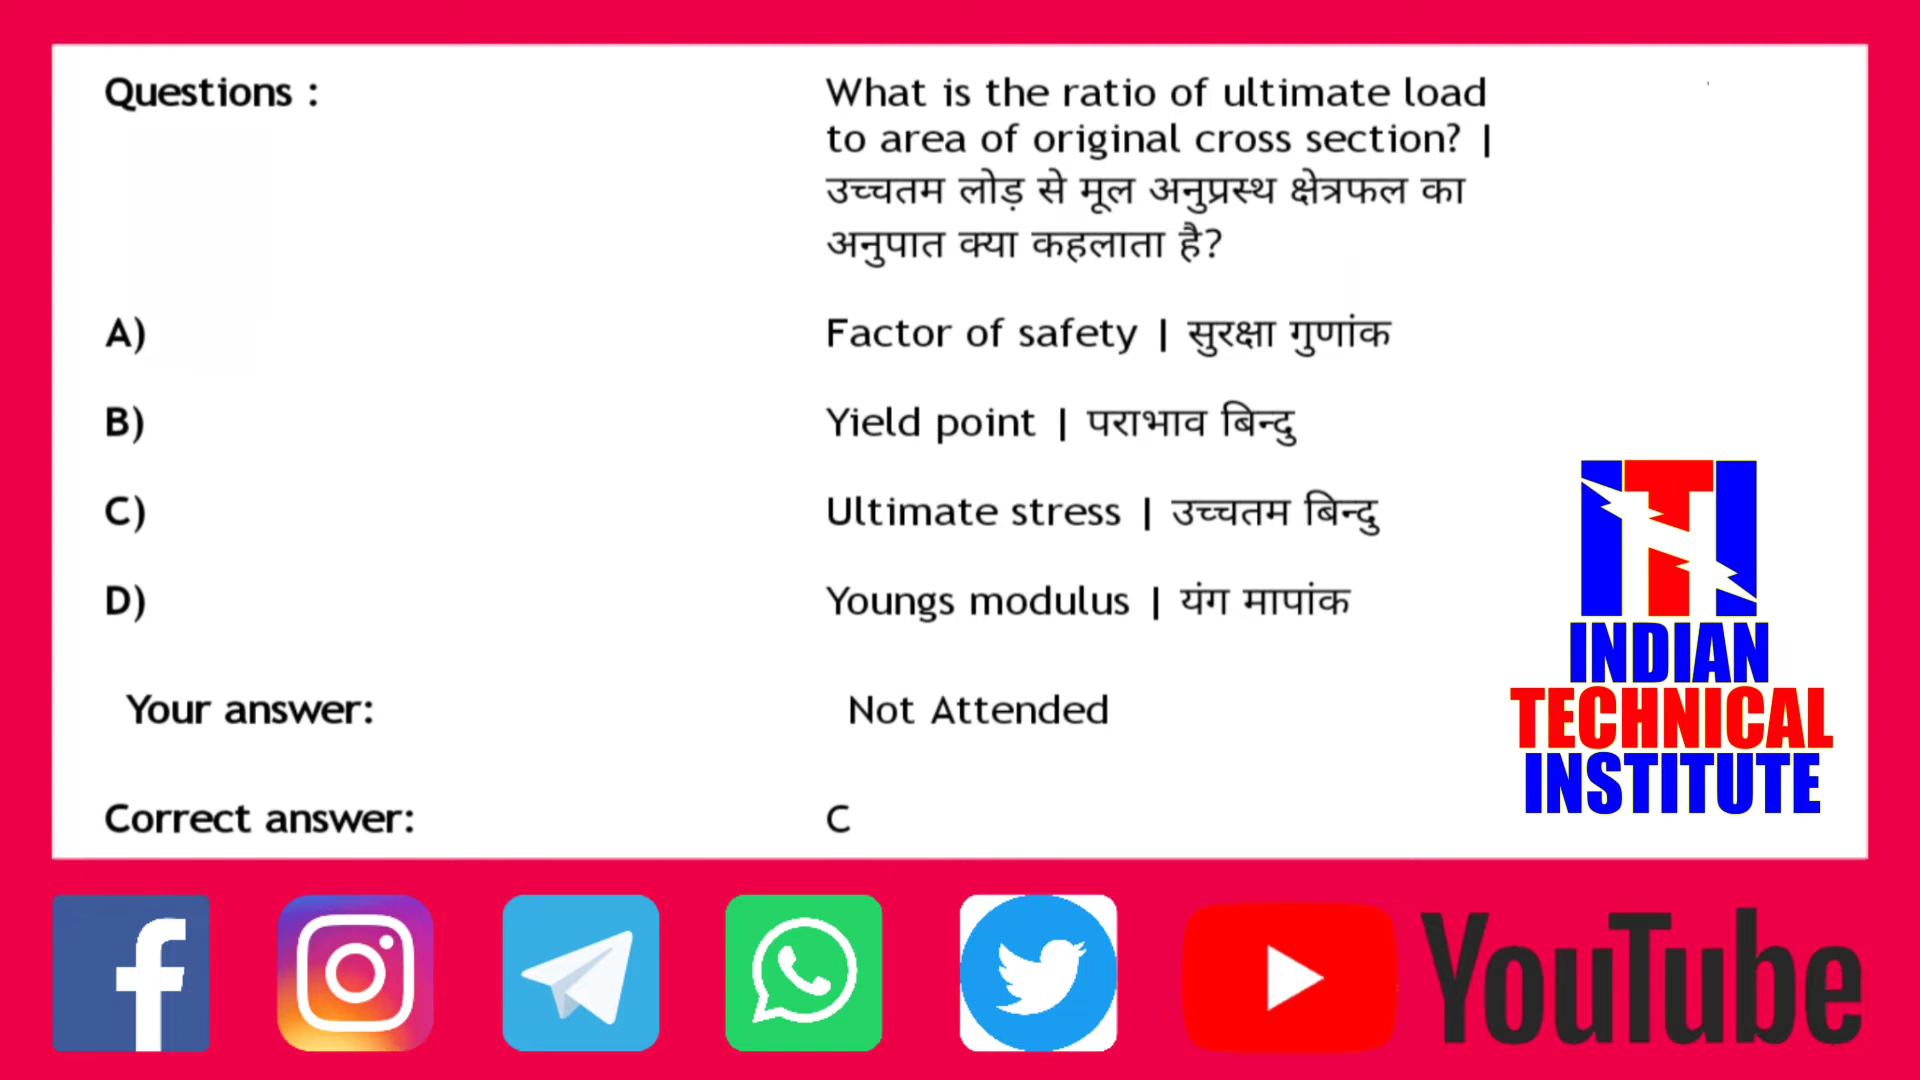 Questions :
What is the ratio of ultimate load
to area of original cross section? |
उच्चतम लोड़ से मूल अनुप्रस्थ क्षेत्रफल का
अनुपात क्या कहलाता है?
A) Factor of safety | सुरक्षा गुणांक
B) Yield point | पराभाव बिन्दु
C) Ultimate stress | उच्चतम बिन्दु
D) Youngs modulus | यंग मापांक
Your answer: Not Attended
Correct answer: C
ITI
INDIAN
TECHNICAL
INSTITUTE
YouTube